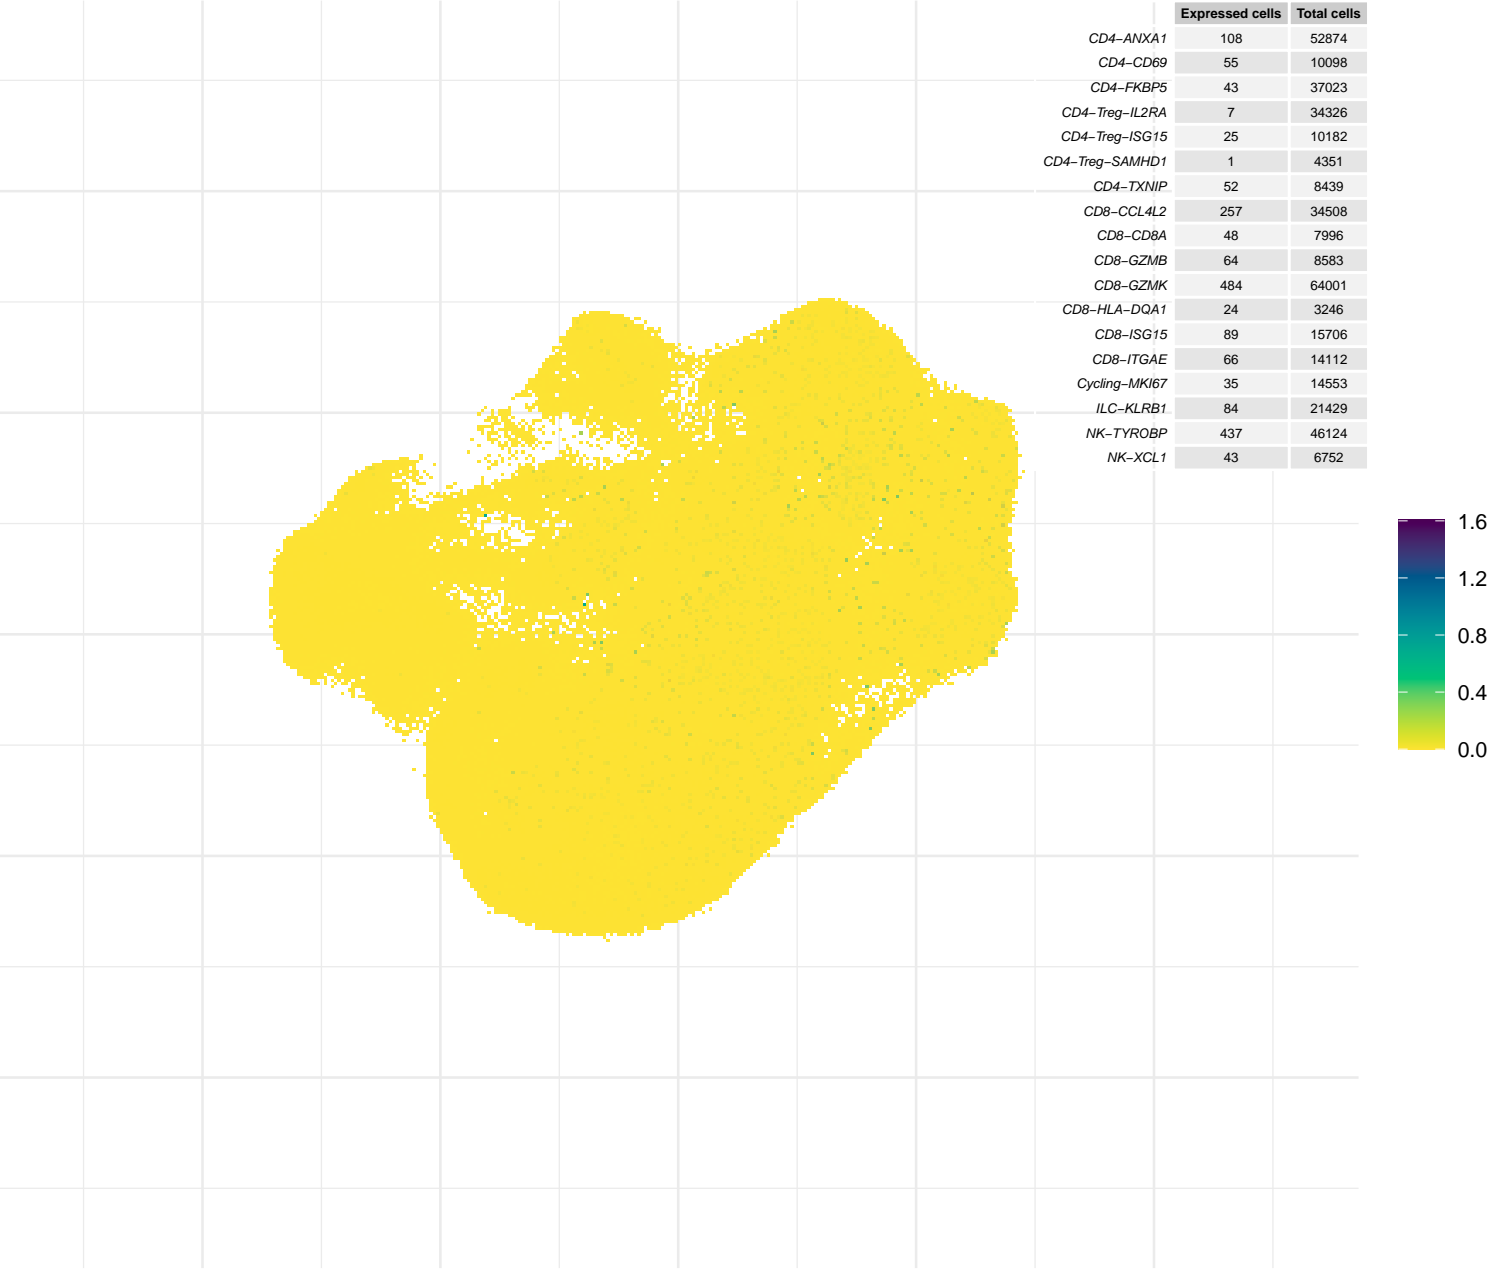 Expressed cells Total cells
CD4−ANXA1 108 52874
CD4−CD69 55 10098
CD4−FKBP5 43 37023
CD4−Treg−IL2RA 7 34326
CD4−Treg−ISG15 25 10182
CD4−Treg−SAMHD1 1 4351
CD4−TXNIP 52 8439
CD8−CCL4L2 257 34508
CD8−CD8A 48 7996
CD8−GZMB 64 8583
CD8−GZMK 484 64001
CD8−HLA−DQA1 24 3246
CD8−ISG15 89 15706
CD8−ITGAE 66 14112
Cycling−MKI67 35 14553
ILC−KLRB1 84 21429
NK−TYROBP 437 46124
NK−XCL1 43 6752
1.6
1.2
0.8
0.4
0.0